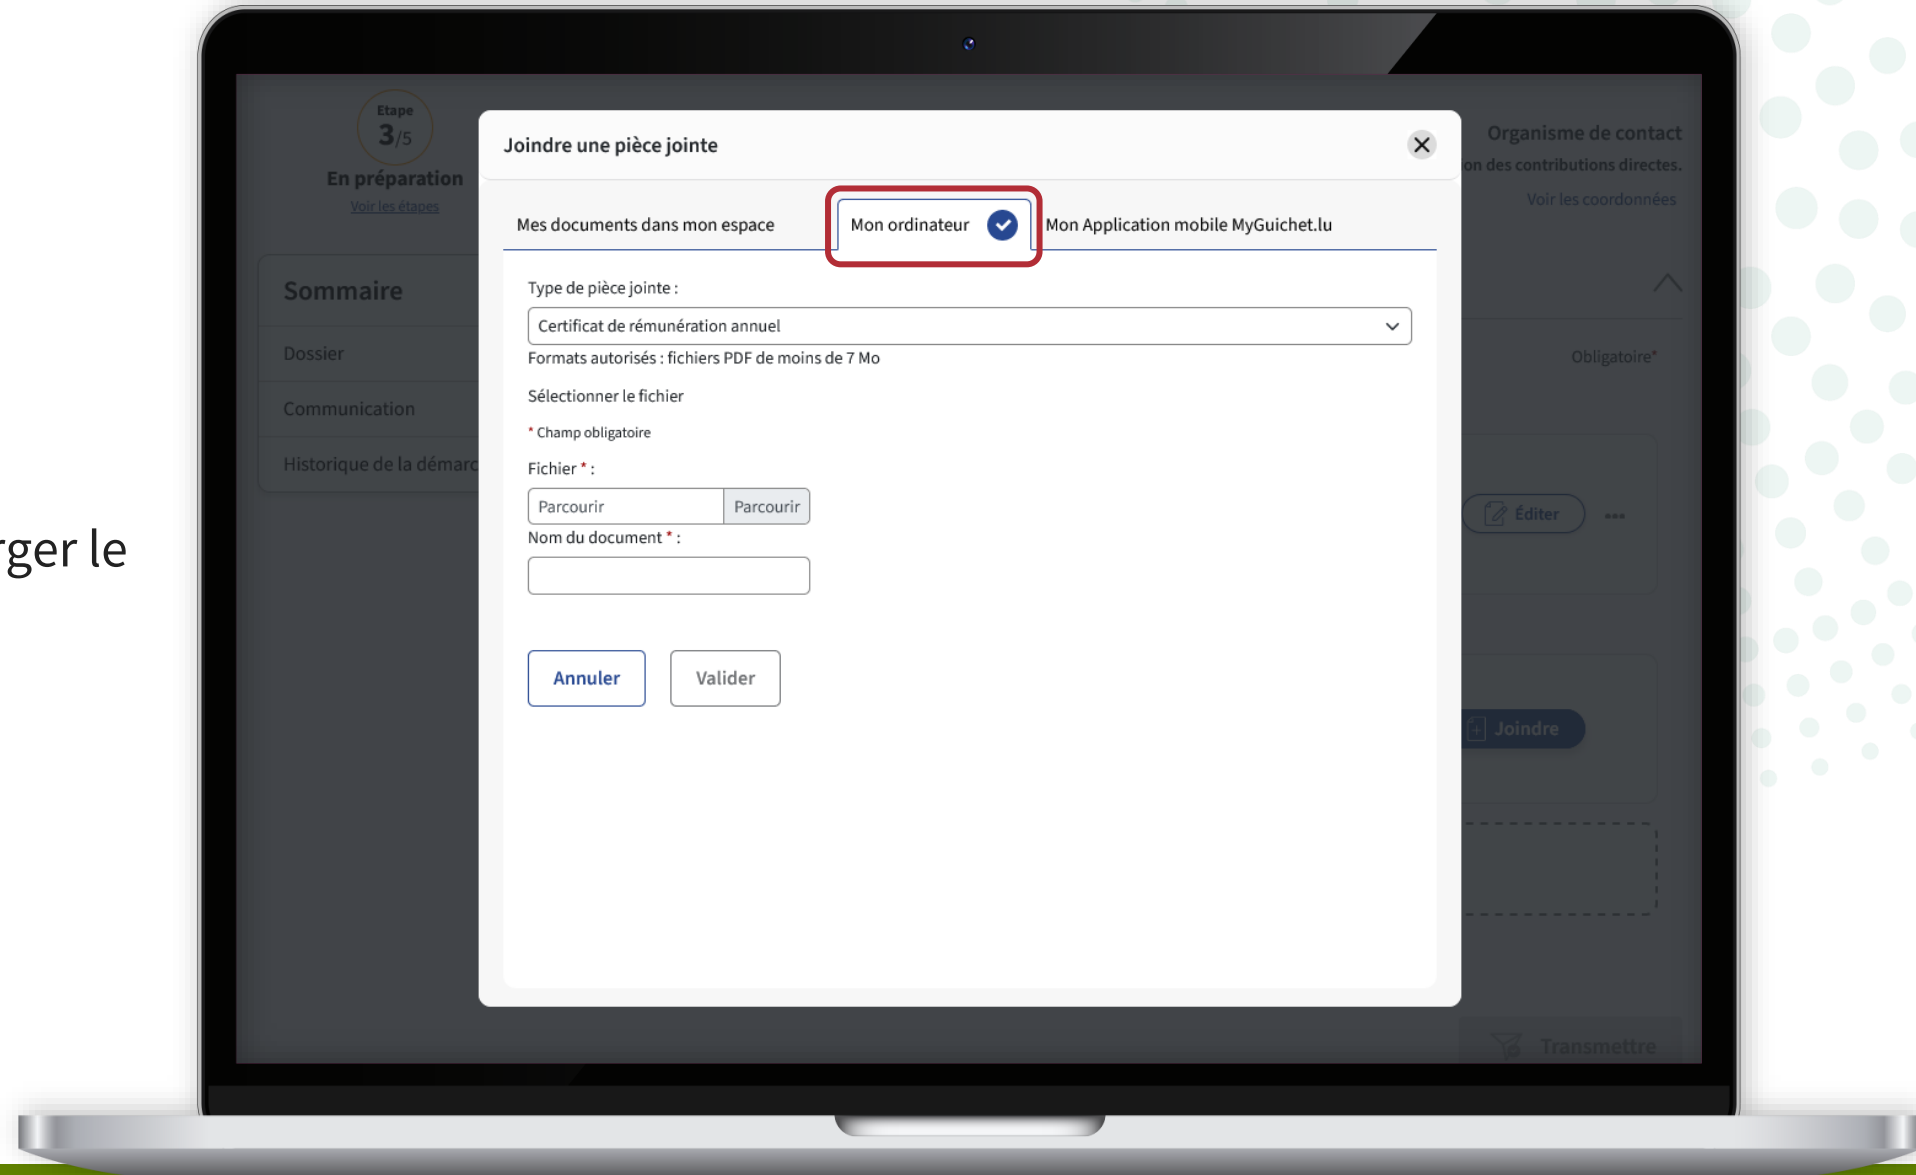 Etape
3/5
En préparation
Voir les étapes
Sommaire
Dossier
Communication
Historique de la démarc
rger le
Joindre une pièce jointe
Mes documents dans mon espace
Mon ordinateur
Mon Application mobile MyGuichet.lu
Type de pièce jointe :
Certificat de rémunération annuel
Formats autorisés : fichiers PDF de moins de 7 Mo
Sélectionner le fichier
* Champ obligatoire
Fichier * :
Parcourir Parcourir
Nom du document * :
Annuler Valider
Organisme de contact
on des contributions directes.
Voir les coordonnées
Obligatoire*
Éditer
Joindre
Transmettre